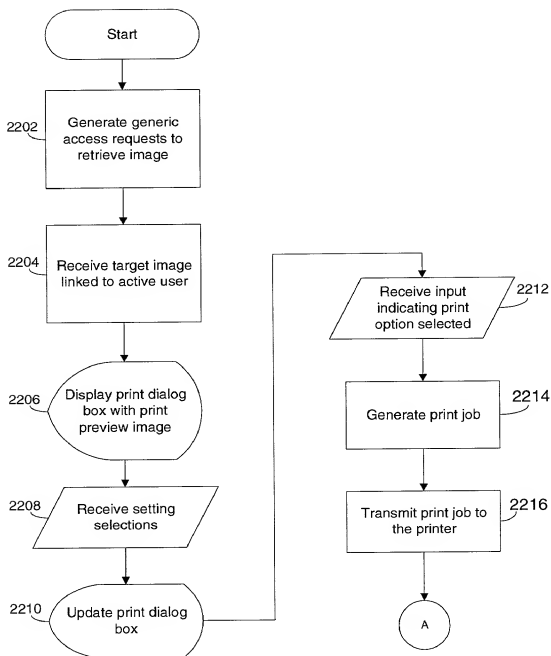 Start
2202
Generate generic
access requests to
retrieve image
2204
Receive target image
linked to active user
2206
Display print dialog
box with print
preview image
2208
Receive setting
selections
2210
Update print dialog
box
2212
Receive input
indicating print
option selected
2214
Generate print job
2216
Transmit print job to
the printer
A